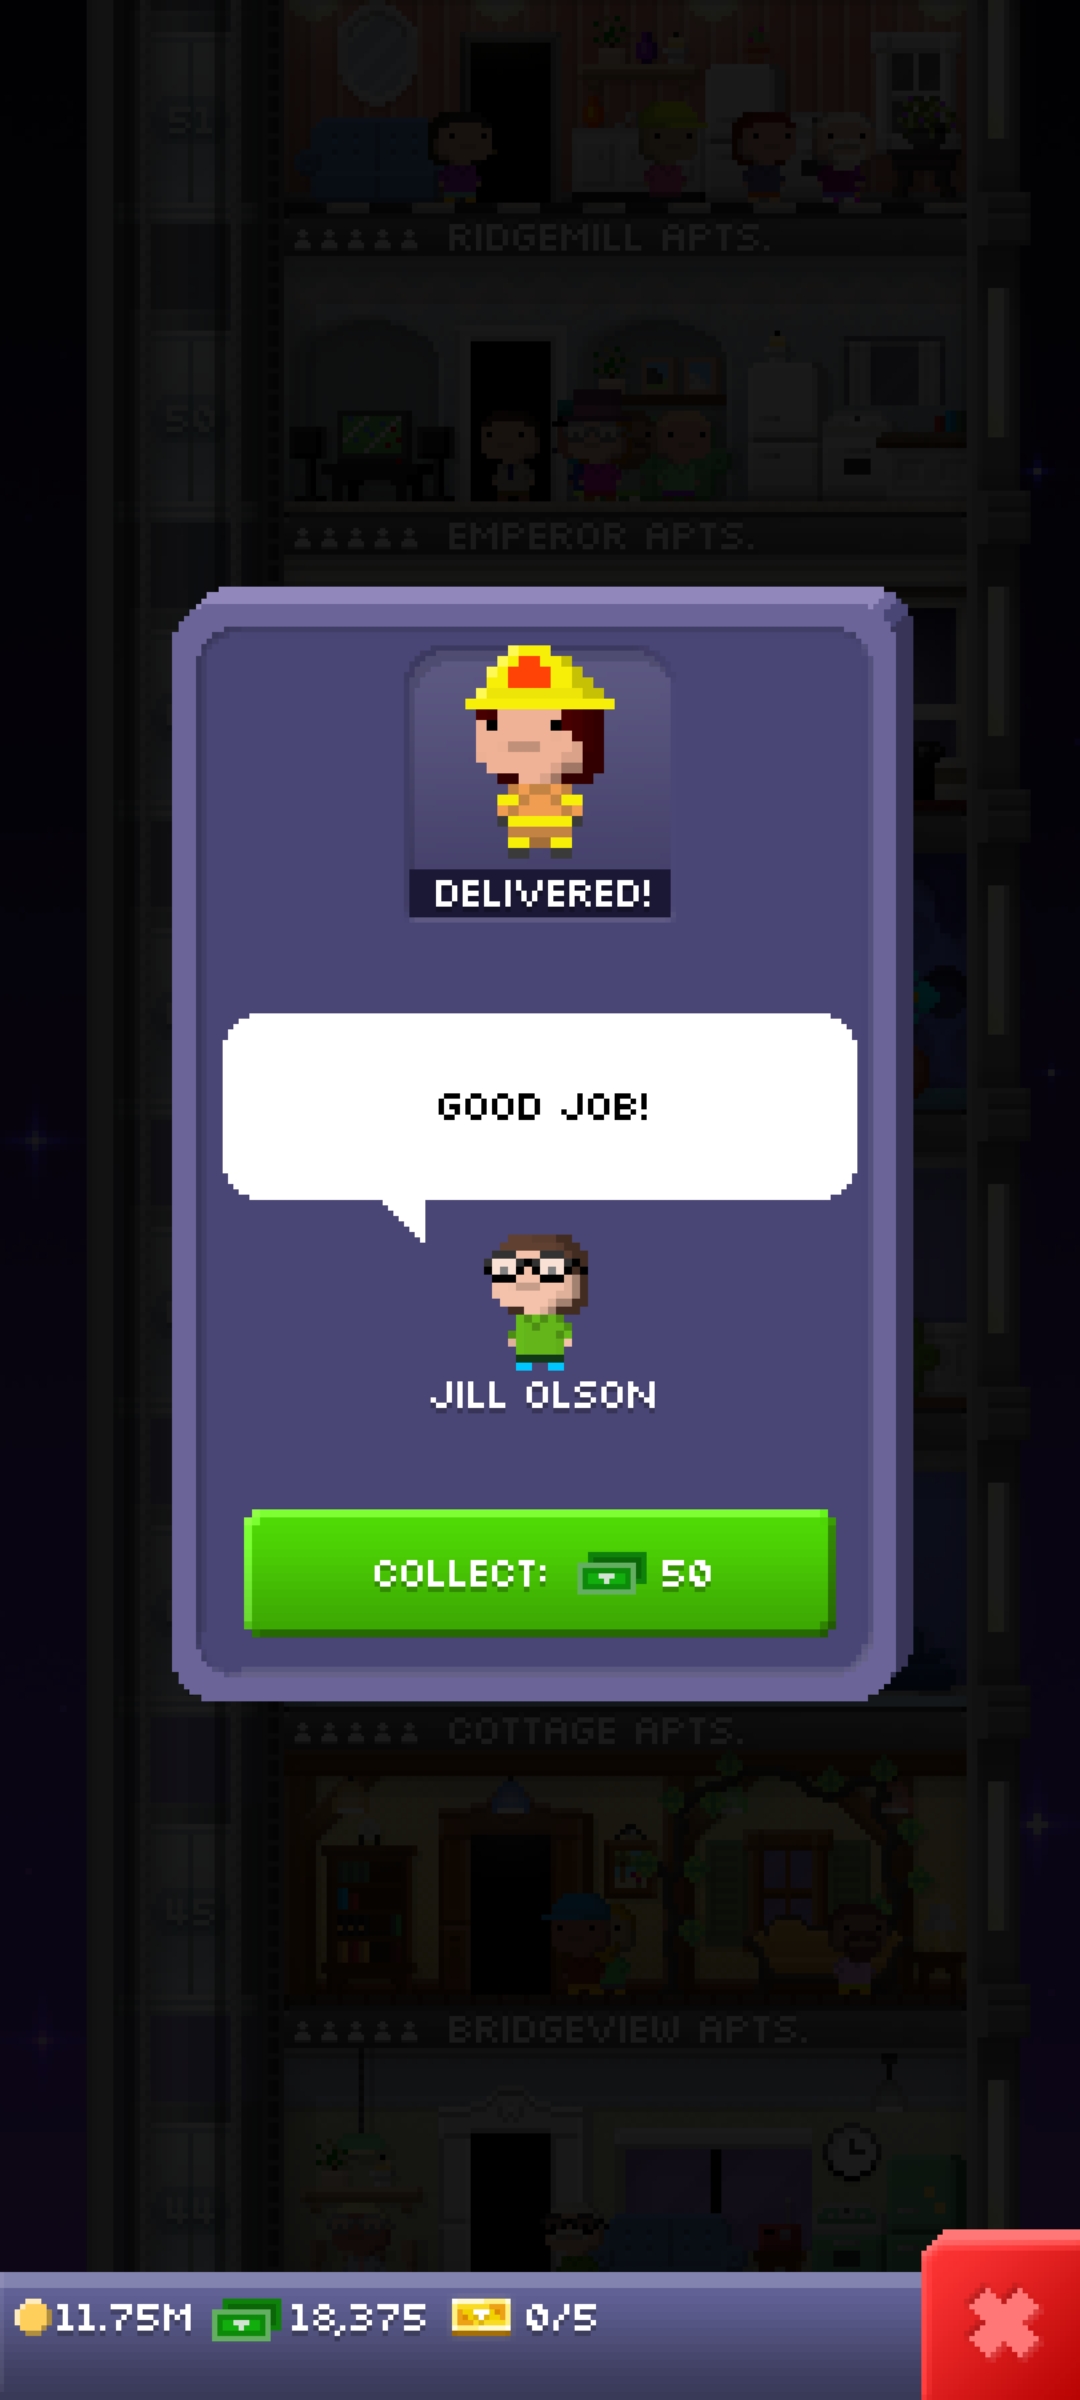 51
RIDGEMILL APTS.
50
EMPEROR APTS.
DELIVERED!
GOOD JOB!
JILL OLSON
COLLECT: 50
COTTAGE APTS.
45
BRIDGEVIEW APTS.
44
11.75M 18,375 0/5